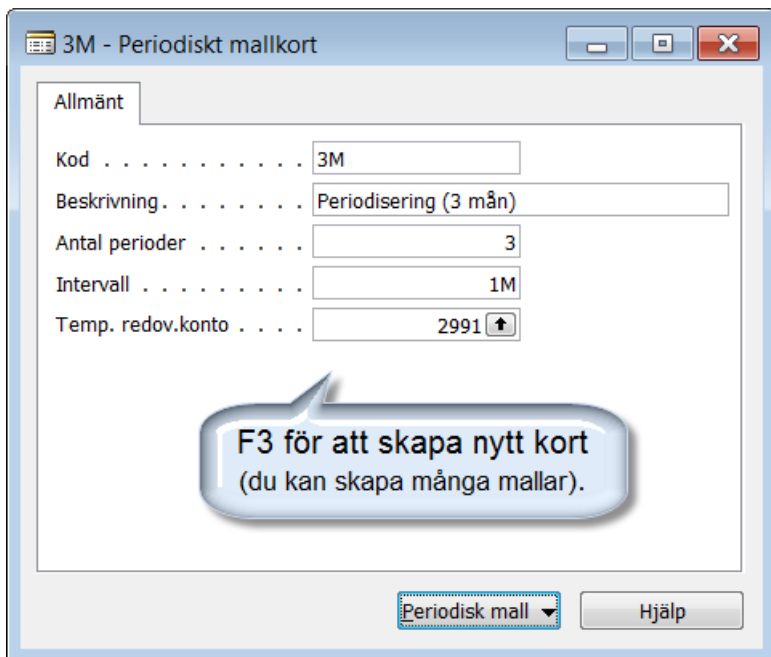 3M - Periodiskt mallkort
Allmänt
Kod . . . . . . . . . . . 3M
Beskrivning. . . . . . . . Periodisering (3 mån)
Antal perioder . . . . . . 3
Intervall . . . . . . . . . 1M
Temp. redov.konto . . . . 2991
F3 för att skapa nytt kort
(du kan skapa många mallar).
Periodisk mall Hjälp